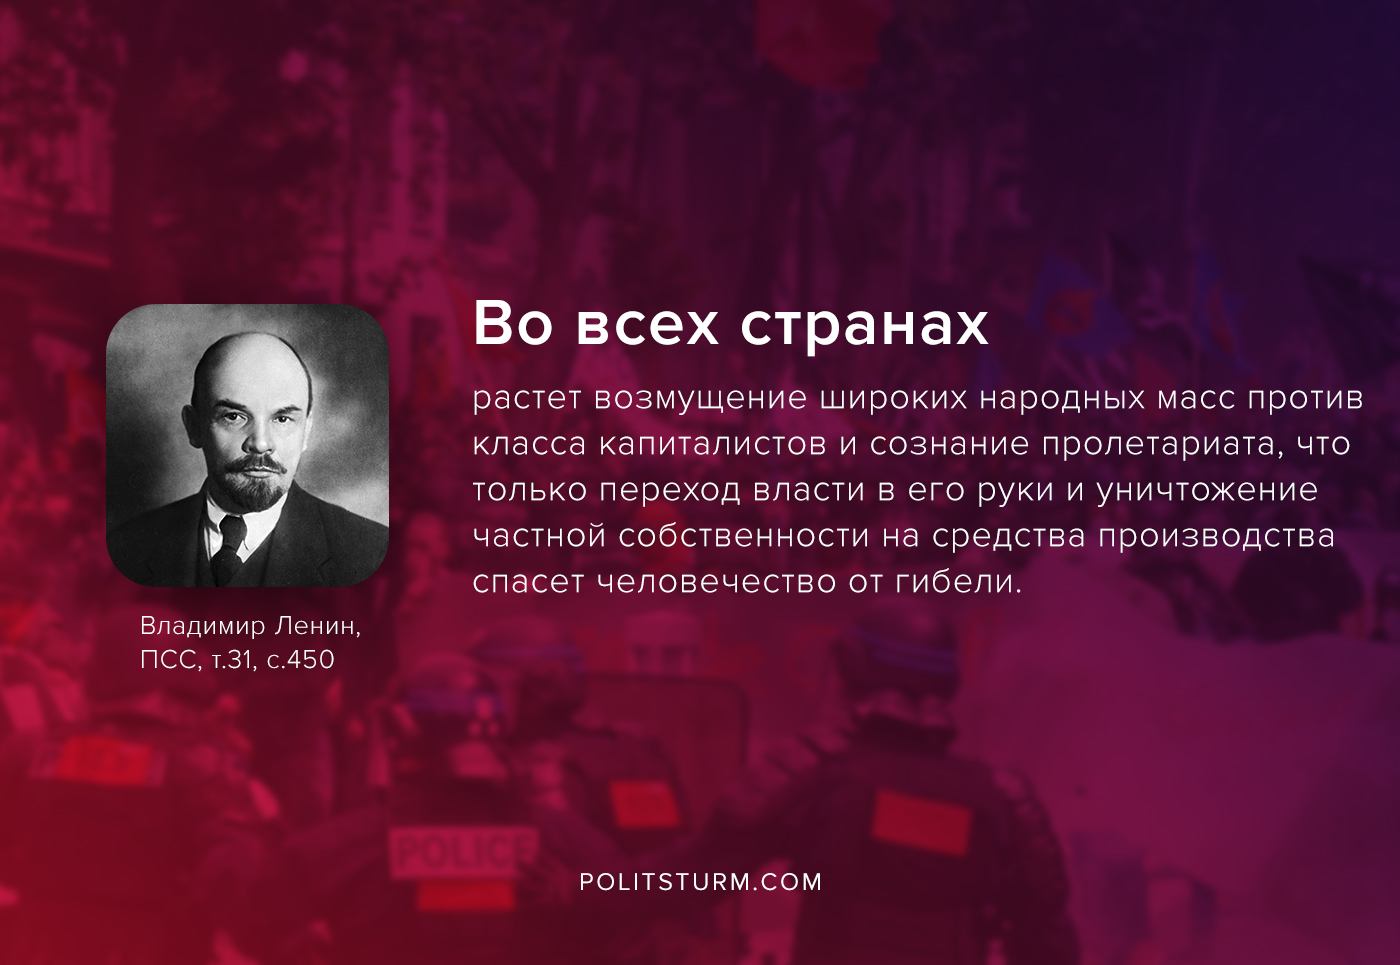 Во всех странах
растет возмущение широких народных масс против
класса капиталистов и сознание пролетариата, что
только переход власти в его руки и уничтожение
частной собственности на средства производства
спасет человечество от гибели.
Владимир Ленин,
ПСС, т.31, с.450
POLICE
POLITSTURM.COM